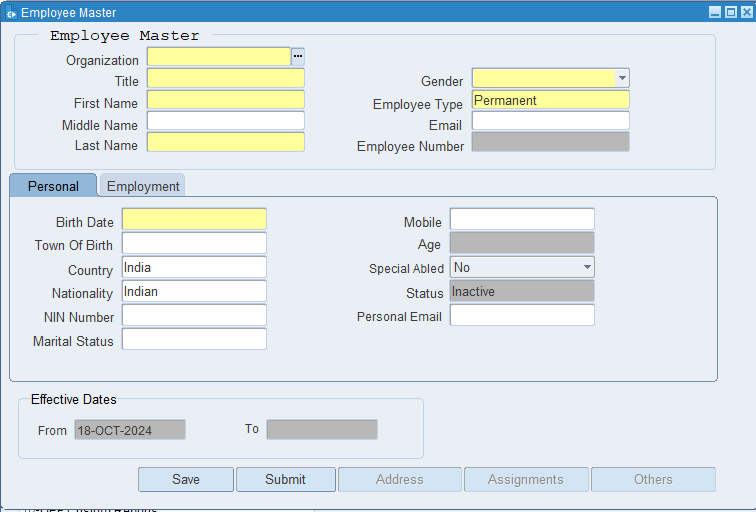 Employee Master
Employee Master
Organization ...
Title
Gender
First Name
Employee Type Permanent
Middle Name
Email
Last Name
Employee Number
Personal Employment
Birth Date
Mobile
Town Of Birth
Age
Country India
Special Abled No
Nationality Indian
Status Inactive
NIN Number
Personal Email
Marital Status
Effective Dates
From 18-OCT-2024
To
Save Submit Address Assignments Others